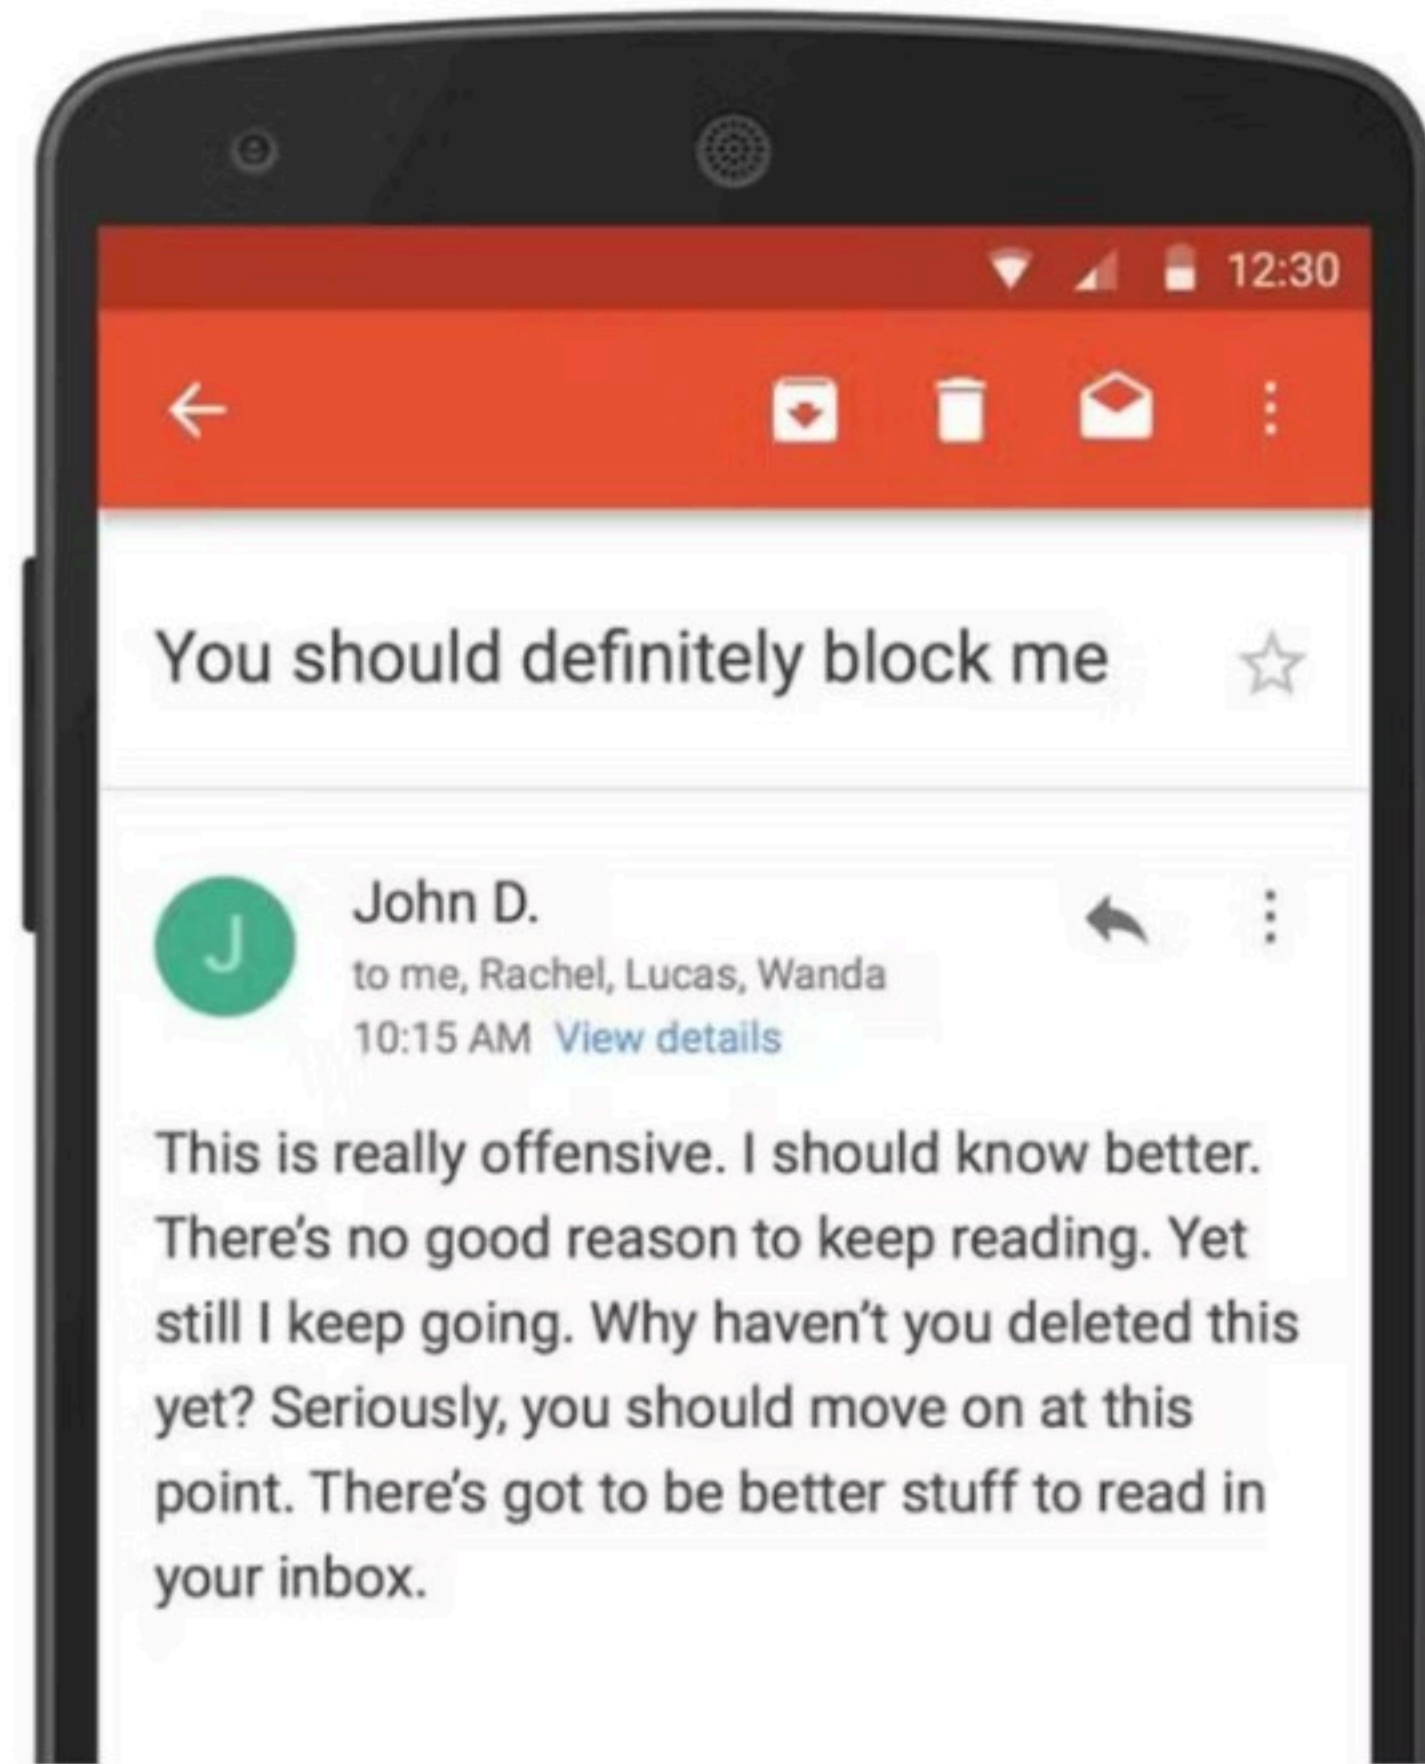 12:30
You should definitely block me
J
John D.
to me, Rachel, Lucas, Wanda
10:15 AM View details
This is really offensive. I should know better.
There's no good reason to keep reading. Yet
still I keep going. Why haven't you deleted this
yet? Seriously, you should move on at this
point. There's got to be better stuff to read in
your inbox.